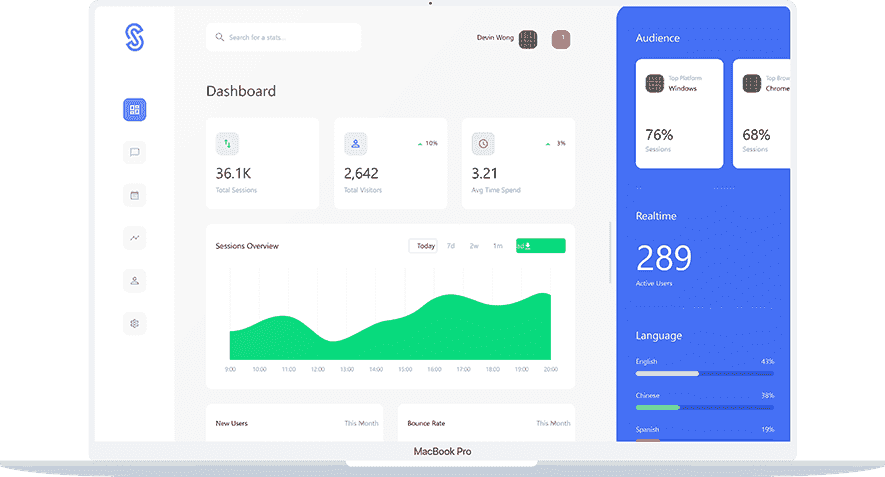 Search for a stats...
Devin Wong
1
Dashboard
36.1K
Total Sessions
10%
2,642
Total Visitors
3%
3.21
Avg Time Spend
Sessions Overview
Today 7d 2w 1m ad
9:00 10:00 11:00 12:00 13:00 14:00 15:00 16:00 17:00 18:00 19:00 20:00
New Users This Month
Bounce Rate This Month
Audience
Top Platform
Windows
76%
Sessions
Top Brow
Chrome
68%
Sessions
Realtime
289
Active Users
Language
English 43%
Chinese 38%
Spanish 19%
MacBook Pro